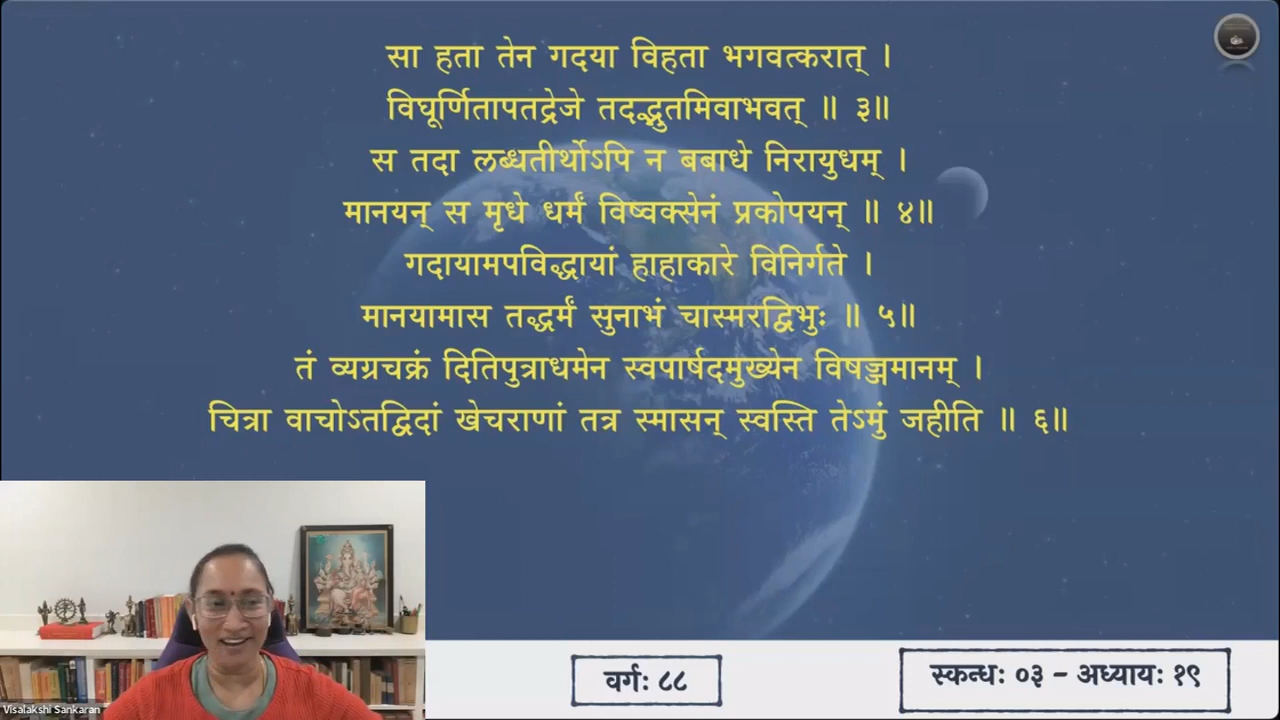 सा हता तेन गदया विहता भगवत्करात् ।
विघूर्णितापतद्रेजे तदद्भुतमिवाभवत् ॥ ३॥
स तदा लब्धतीर्थोऽपि न बबाधे निरायुधम् ।
मानयन् स मृधे धर्मं विष्वक्सेनं प्रकोपयन् ॥ ४॥
गदायामपविद्धायां हाहाकारे विनिर्गते ।
मानयामास तद्धर्मं सुनाभं चास्मरद्विभुः ॥ ५॥
तं व्यग्रचक्रं दितिपुत्राधमेन स्वपार्षदमुख्येन विषज्जमानम् ।
चित्रा वाचोऽतद्विदां खेचराणां तत्र स्मासन् स्वस्ति तेऽमुं जहीति ॥ ६॥
वर्गः ८८
स्कन्धः ०३ - अध्यायः १९
Visalakshi Sankaran